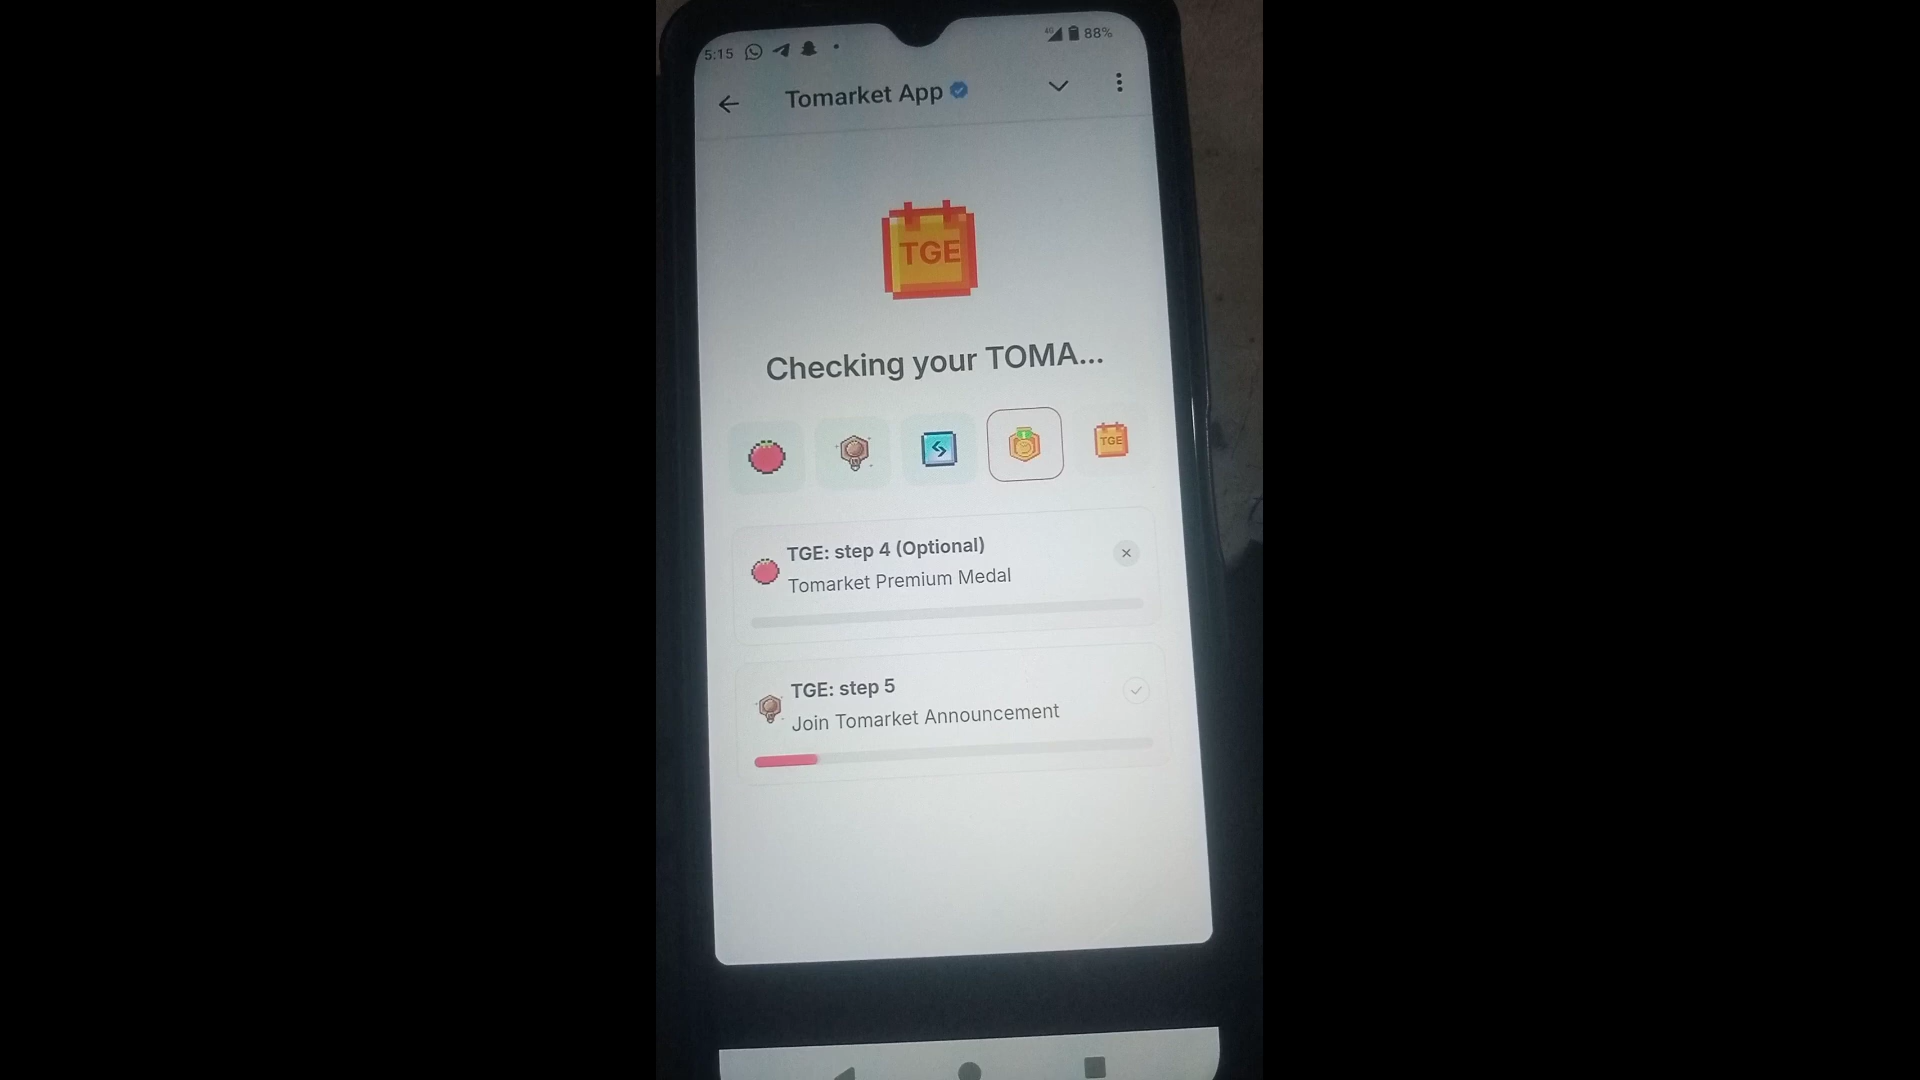 5:15
4G
88%
Tomarket App
TGE
Checking your TOMA...
TGE
TGE: step 4 (Optional)
Tomarket Premium Medal
TGE: step 5
Join Tomarket Announcement